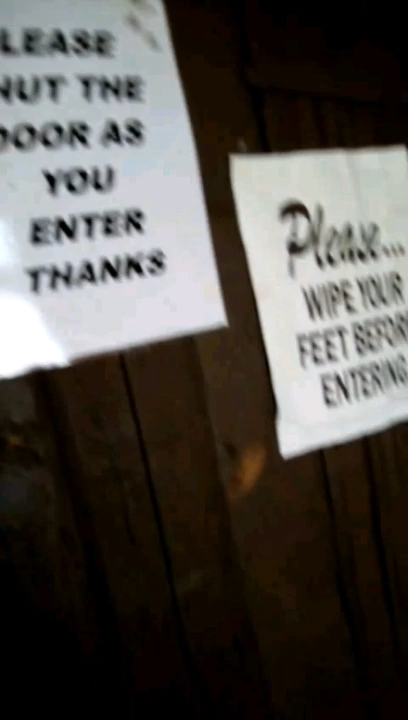 LEASE
HUT THE
DOOR AS
YOU
ENTER
THANKS
Please...
WIPE YOUR
FEET BEFOR
ENTERING